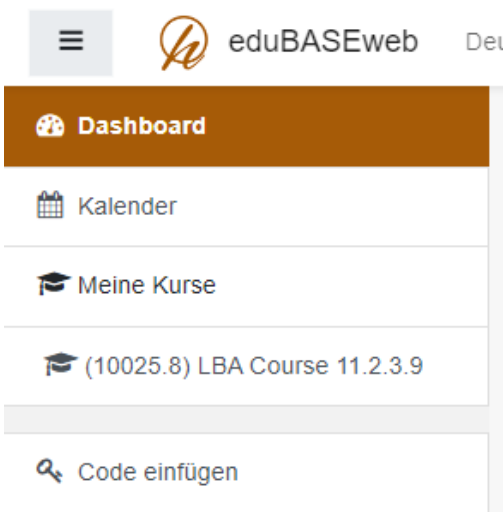 eduBASEweb
Dashboard
Kalender
Meine Kurse
(10025.8) LBA Course 11.2.3.9
Code einfügen